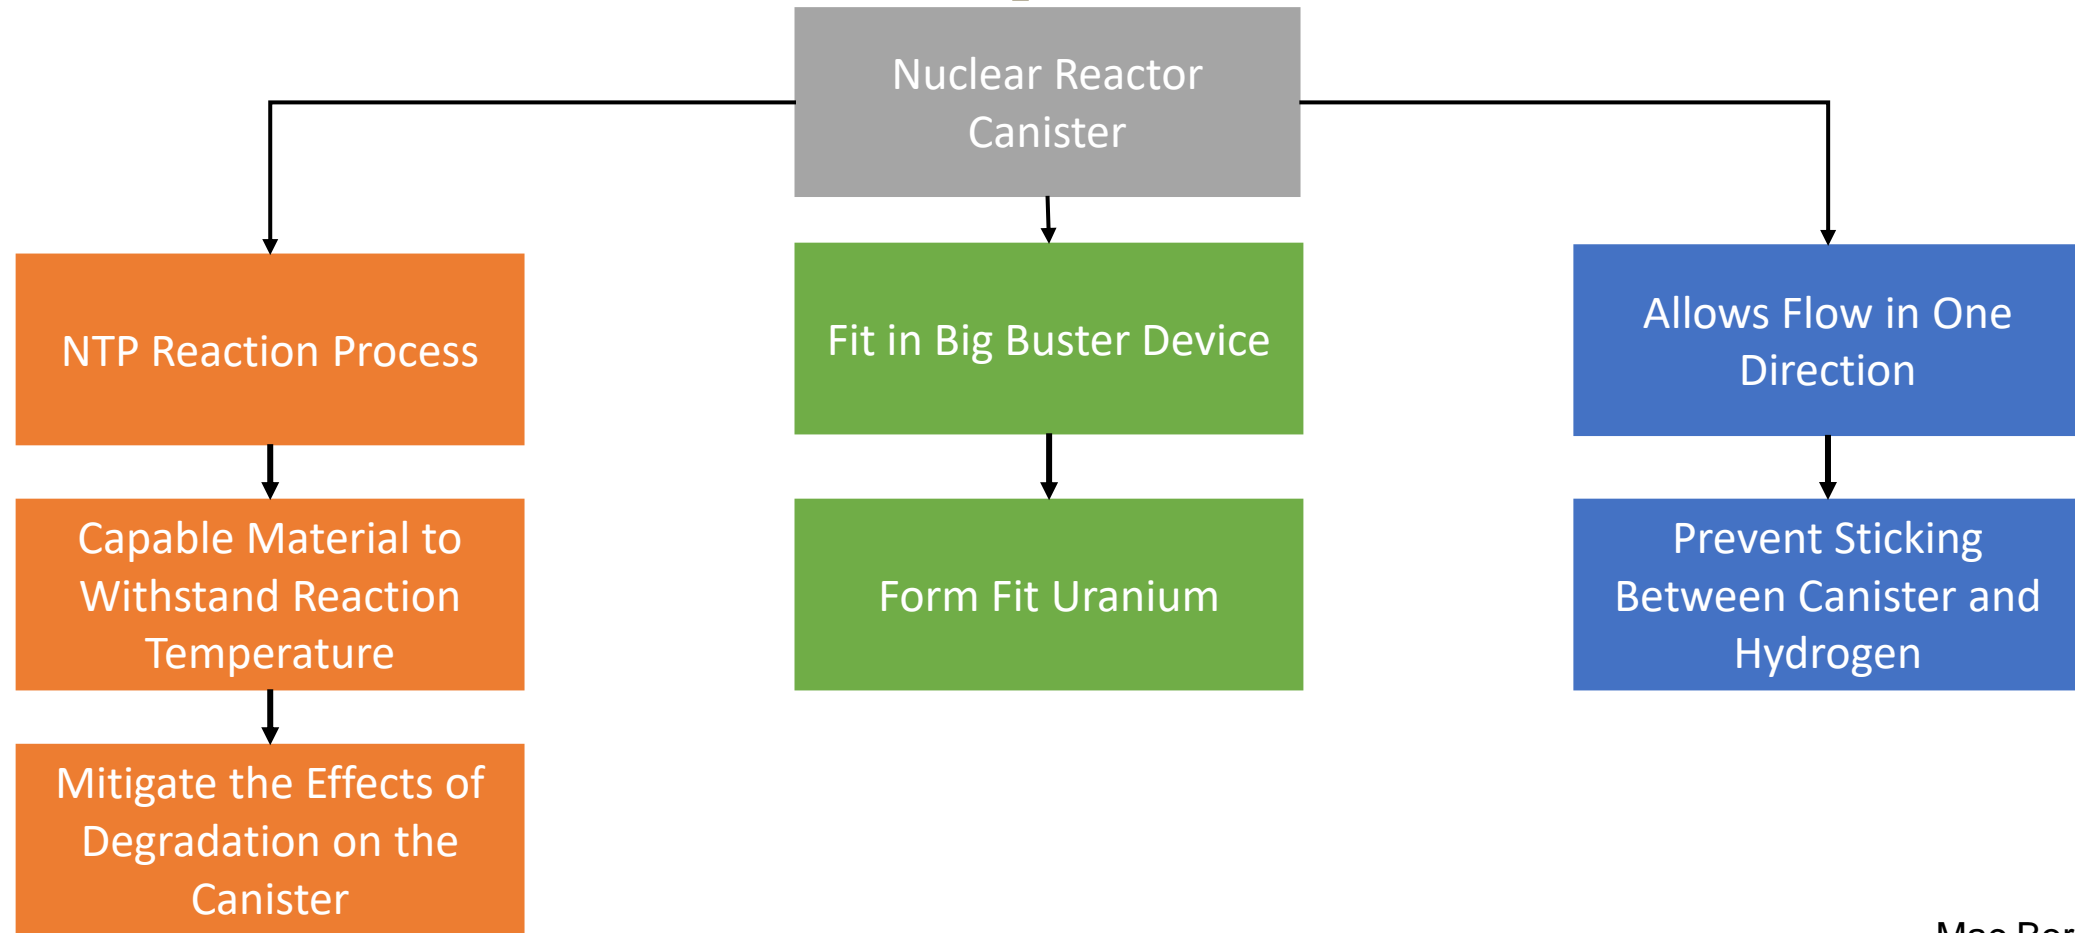 Nuclear Reactor
Canister
NTP Reaction Process
Fit in Big Buster Device
Allows Flow in One
Direction
Capable Material to
Withstand Reaction
Temperature
Form Fit Uranium
Prevent Sticking
Between Canister and
Hydrogen
Mitigate the Effects of
Degradation on the
Canister